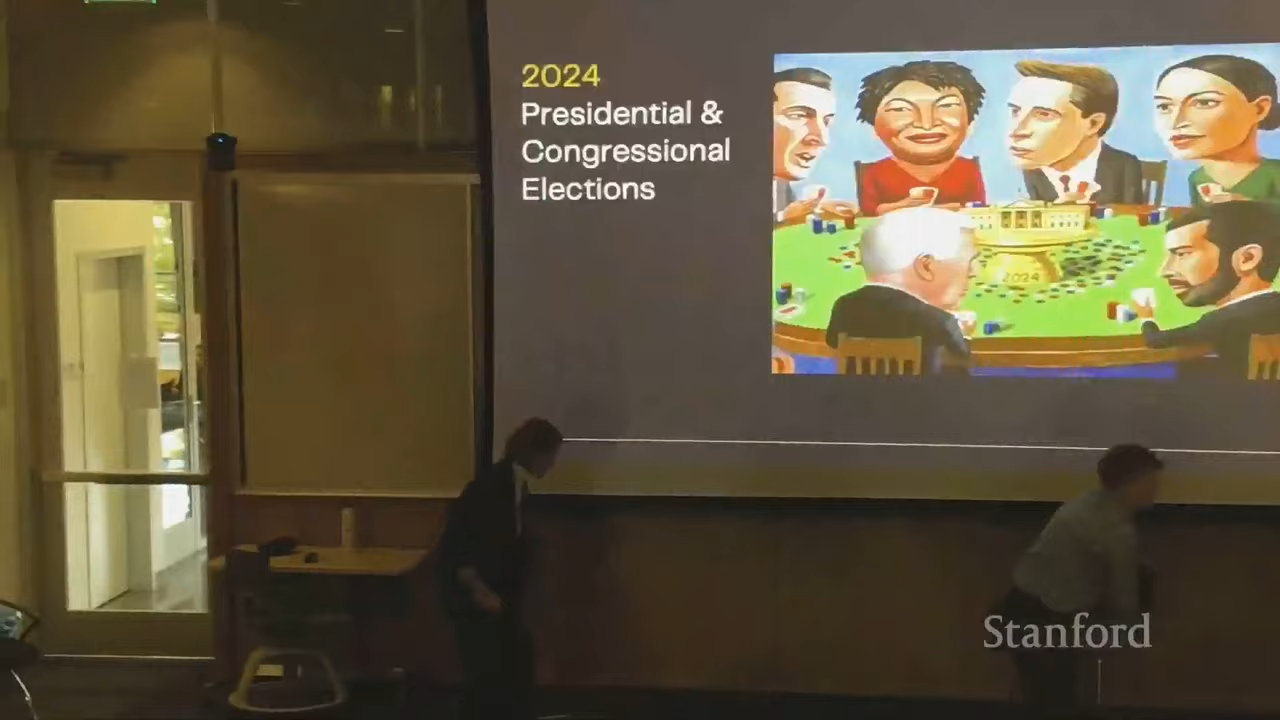 2024
Presidential &
Congressional
Elections
2024
Stanford